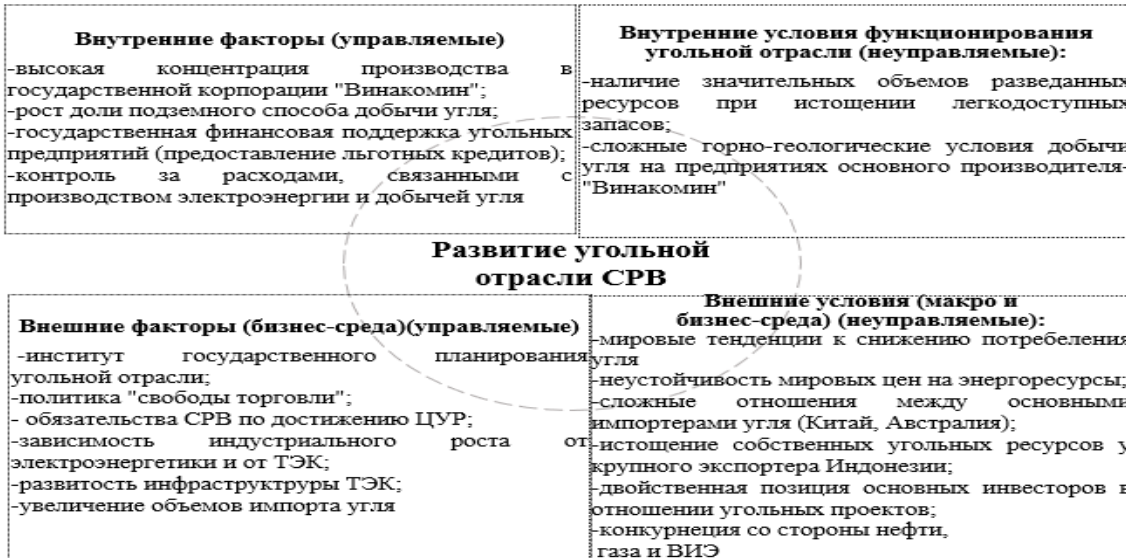 Внутренние факторы (управляемые)
-высокая концентрация производства в
государственной корпорации "Винакомин";
-рост доли подземного способа добычи угля;
-государственная финансовая поддержка угольных
предприятий (предоставление льготных кредитов);
-контроль за расходами, связанными с
производством электроэнергии и добычей угля
Внутренние условия функционирования
угольной отрасли (неуправляемые):
-наличие значительных объемов разведанных
ресурсов при истощении легкодоступных
запасов;
-сложные горно-геологические условия добычи
угля на предприятиях основного производителя-
"Винакомин"
Развитие угольной
отрасли СРВ
Внешние факторы (бизнес-среда)(управляемые)
-институт государственного планирования
угольной отрасли;
-политика "свободы торговли";
- обязательства СРВ по достижению ЦУР;
-зависимость индустриального роста от
электроэнергетики и от ТЭК;
-развитость инфраструктруры ТЭК;
-увеличение объемов импорта угля
Внешние условия (макро и
бизнес-среда) (неуправляемые):
-мировые тенденции к снижению потребеления
угля
-неустойчивость мировых цен на энергоресурсы;
-сложные отношения между основными
импортерами угля (Китай, Австралия);
-истощение собственных угольных ресурсов у
крупного экспортера Индонезии;
-двойственная позиция основных инвесторов в
отношении угольных проектов;
-конкурнеция со стороны нефти,
газа и ВИЭ